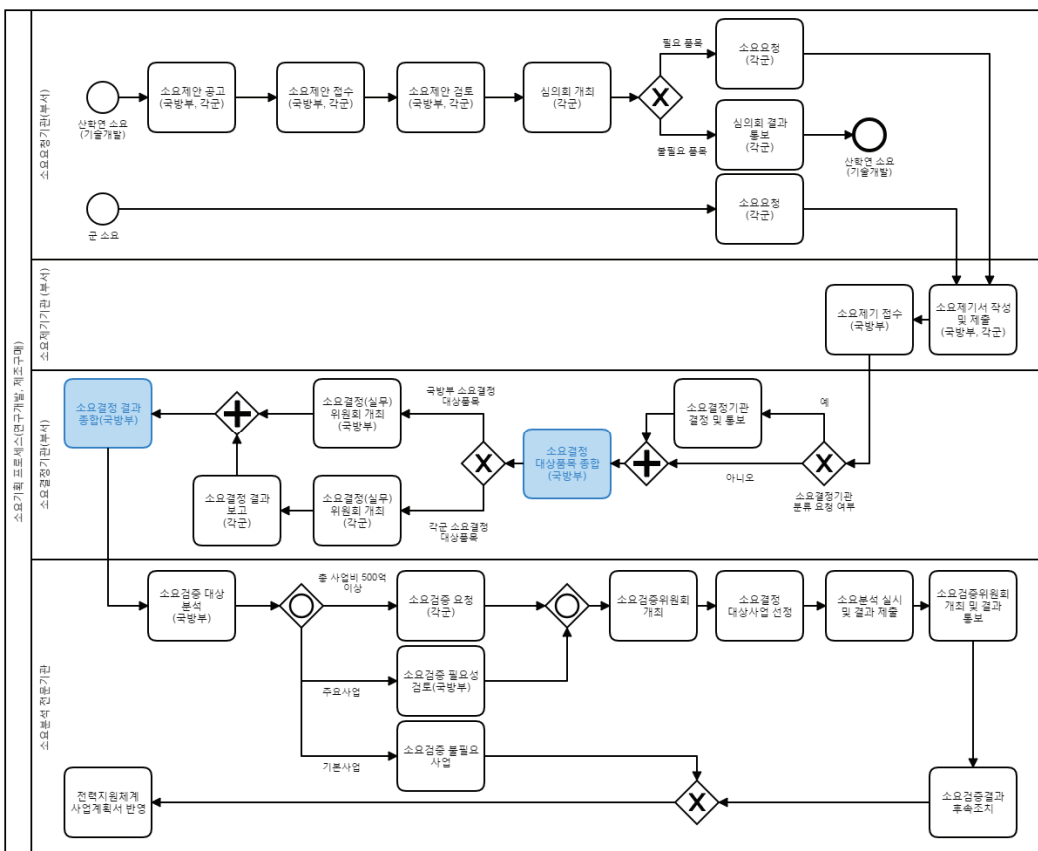 소요기획 프로세스(연구개발, 제조구매)
소요요청기관(부서)
산학연 소요
(기술개발)
소요제안 공고
(국방부, 각군)
소요제안 접수
(국방부, 각군)
소요제안 검토
(국방부, 각군)
심의회 개최
(각군)
X
필요 품목
소요요청
(각군)
불필요 품목
심의회 결과
통보
(각군)
산학연 소요
(기술개발)
군 소요
소요요청
(각군)
소요제기기관 (부서)
소요제기 접수
(국방부)
소요제기서 작성
및 제출
(국방부, 각군)
소요결정기관(부서)
소요결정 결과
종합(국방부)
소요결정(실무)
위원회 개최
(국방부)
국방부 소요결정
대상품목
소요결정 결과
보고
(각군)
소요결정(실무)
위원회 개최
(각군)
각군 소요결정
대상품목
X
소요결정
대상품목 종합
(국방부)
소요결정기관
결정 및 통보
예
아니오
X
소요결정기관
분류 요청 여부
소요분석 전문기관
소요검증 대상
분석
(국방부)
총 사업비 500억
이상
소요검증 요청
(각군)
주요사업
소요검증 필요성
검토(국방부)
기본사업
소요검증 불필요
사업
소요검증위원회
개최
소요결정
대상사업 선정
소요분석 실시
및 결과 제출
소요검증위원회
개최 및 결과
통보
전력지원체계
사업계획서 반영
X
소요검증결과
후속조치